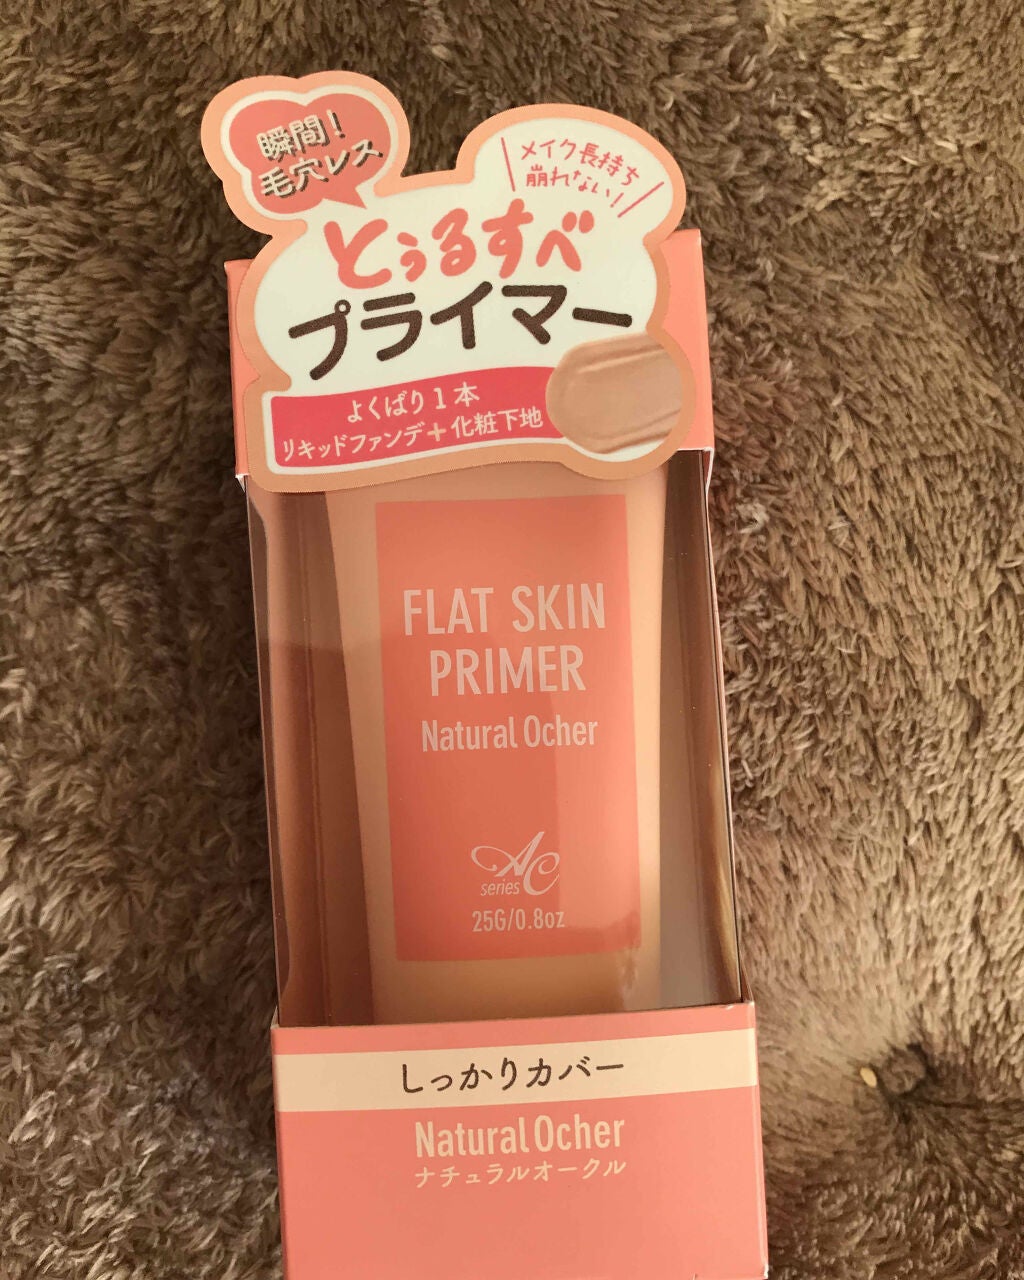 瞬間！
毛穴レス
メイク長持ち
崩れない！
とぅるすべ
プライマー
よくばり1本
リキッドファンデ+化粧下地
FLAT SKIN
PRIMER
Natural Ocher
AC
series
25G/0.8oz
しっかりカバー
Natural Ocher
ナチュラルオークル